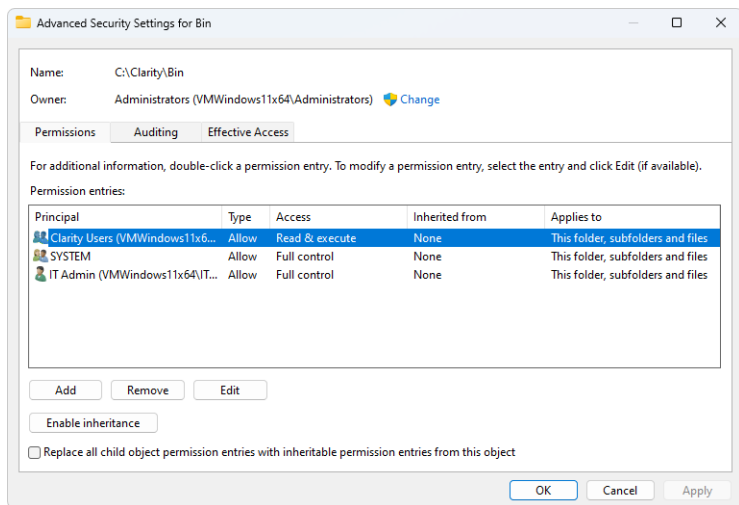 Advanced Security Settings for Bin
Name: C:\Clarity\Bin
Owner: Administrators (VMWindows11x64\Administrators) Change
Permissions Auditing Effective Access
For additional information, double-click a permission entry. To modify a permission entry, select the entry and click Edit (if available).
Permission entries:
Principal Type Access Inherited from Applies to
Clarity Users (VMWindows11x6... Allow Read & execute None This folder, subfolders and files
SYSTEM Allow Full control None This folder, subfolders and files
IT Admin (VMWindows11x64\IT... Allow Full control None This folder, subfolders and files
Add Remove Edit
Enable inheritance
Replace all child object permission entries with inheritable permission entries from this object
OK Cancel Apply